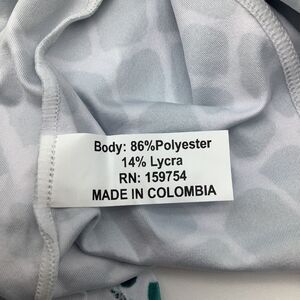 Body: 86%Polyester
14% Lycra
RN: 159754
MADE IN COLOMBIA